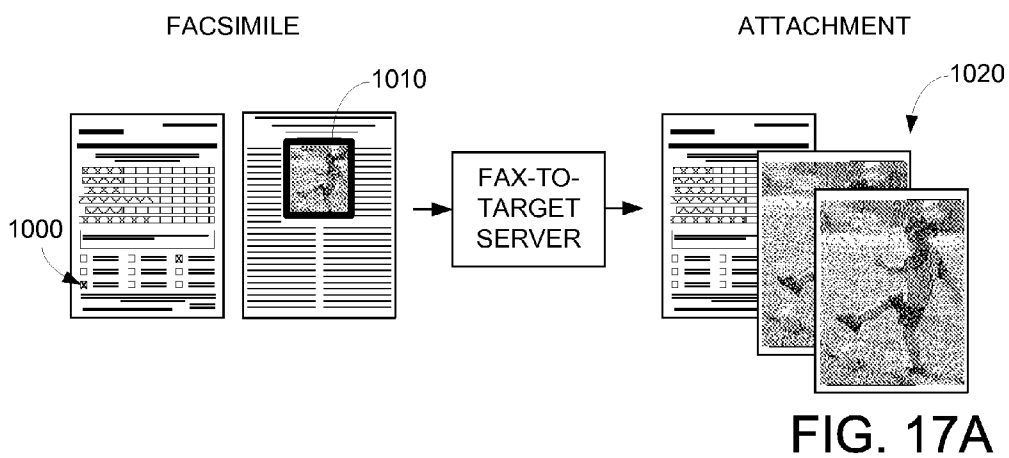 FACSIMILE
ATTACHMENT
1010
1020
FAX-TO-
TARGET
SERVER
1000
FIG. 17A